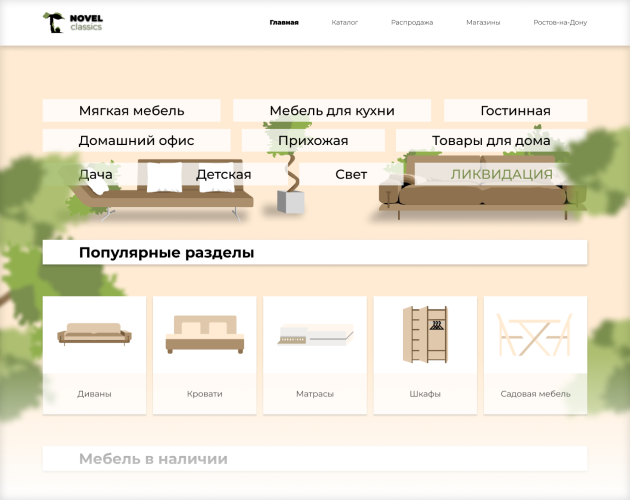 NOVEL
classics
Главная Каталог Распродажа Магазины Ростов-на-Дону
Мягкая мебель Мебель для кухни Гостинная
Домашний офис Прихожая Товары для дома
Дача Детская Свет ЛИКВИДАЦИЯ
Популярные разделы
Диваны Кровати Матрасы Шкафы Садовая мебель
Мебель в наличии